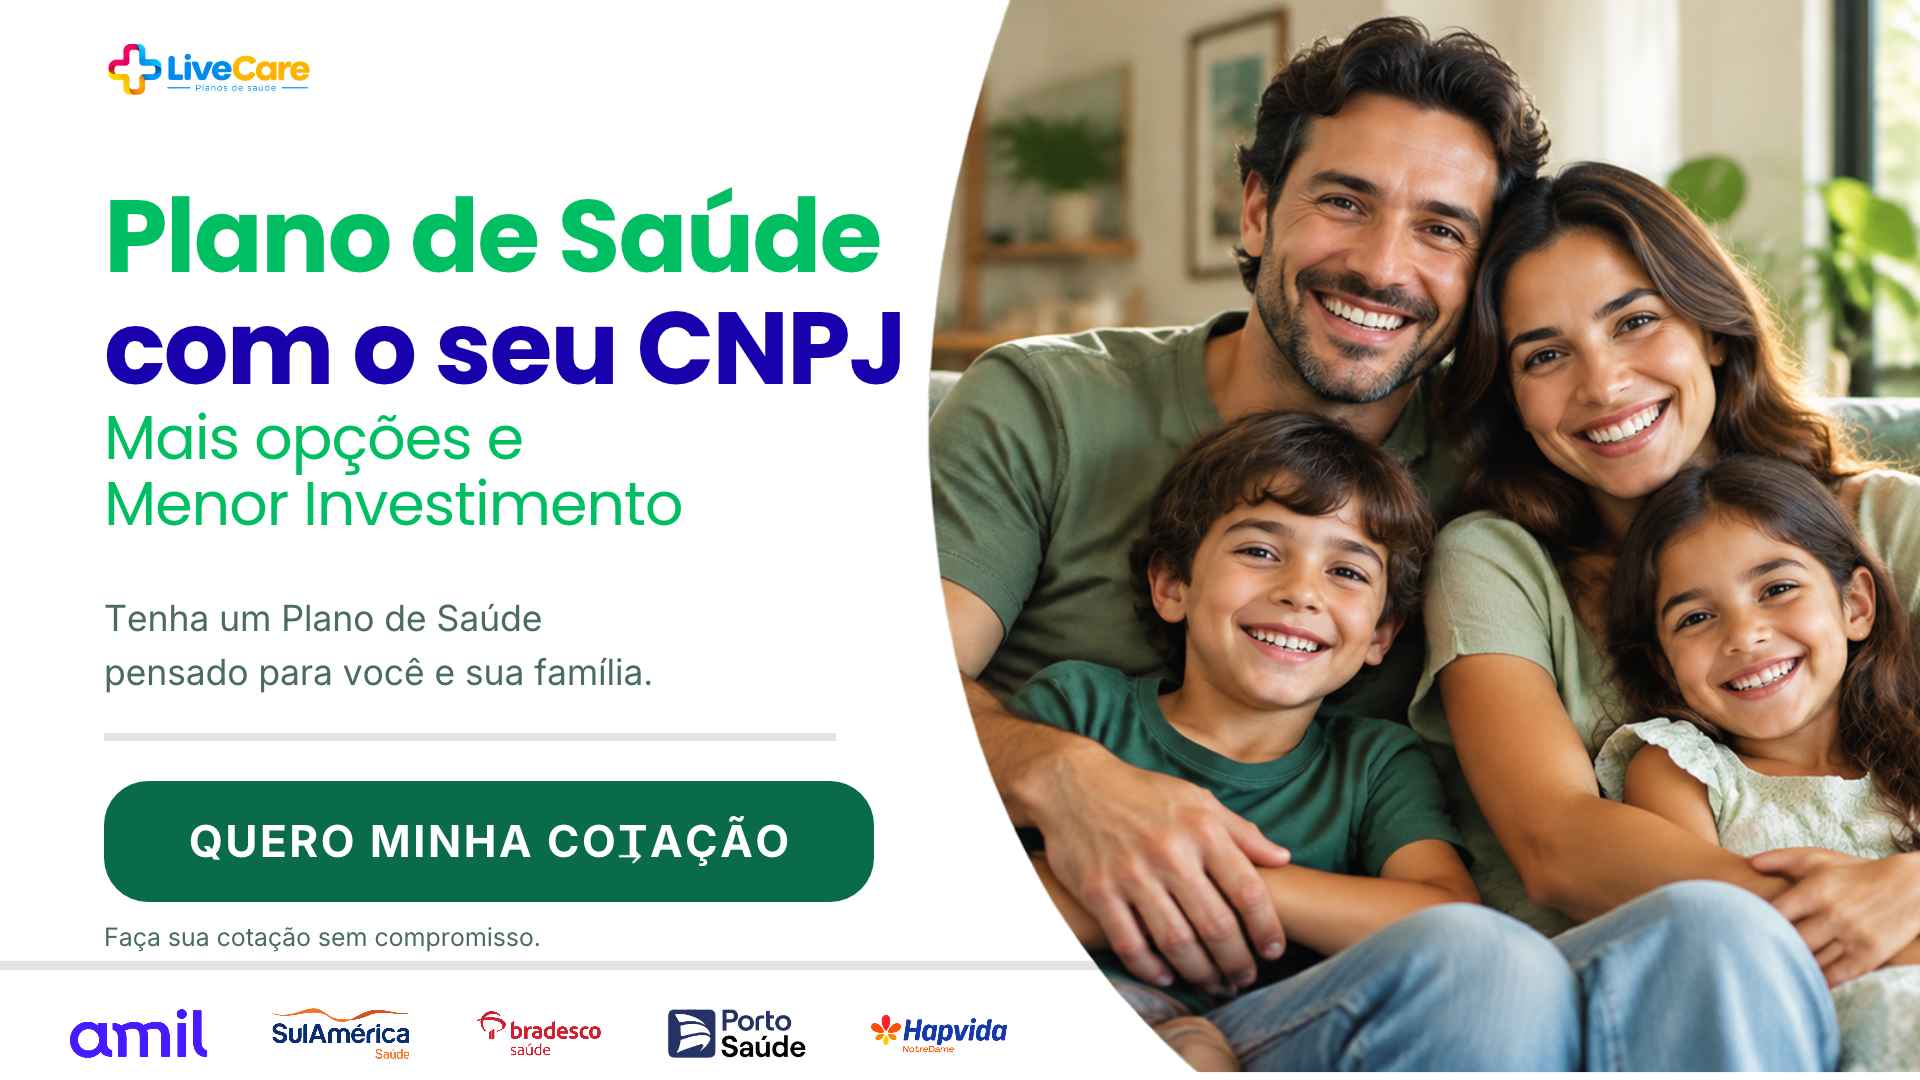 LiveCare
Planos de saúde
Plano de Saúde
com o seu CNPJ
Mais opções e
Menor Investimento
Tenha um Plano de Saúde
pensado para você e sua família.
QUERO MINHA COTAÇÃO
Faça sua cotação sem compromisso.
amil
SulAmérica
Saúde
bradesco
saúde
Porto
Saúde
Hapvida
NotreDame